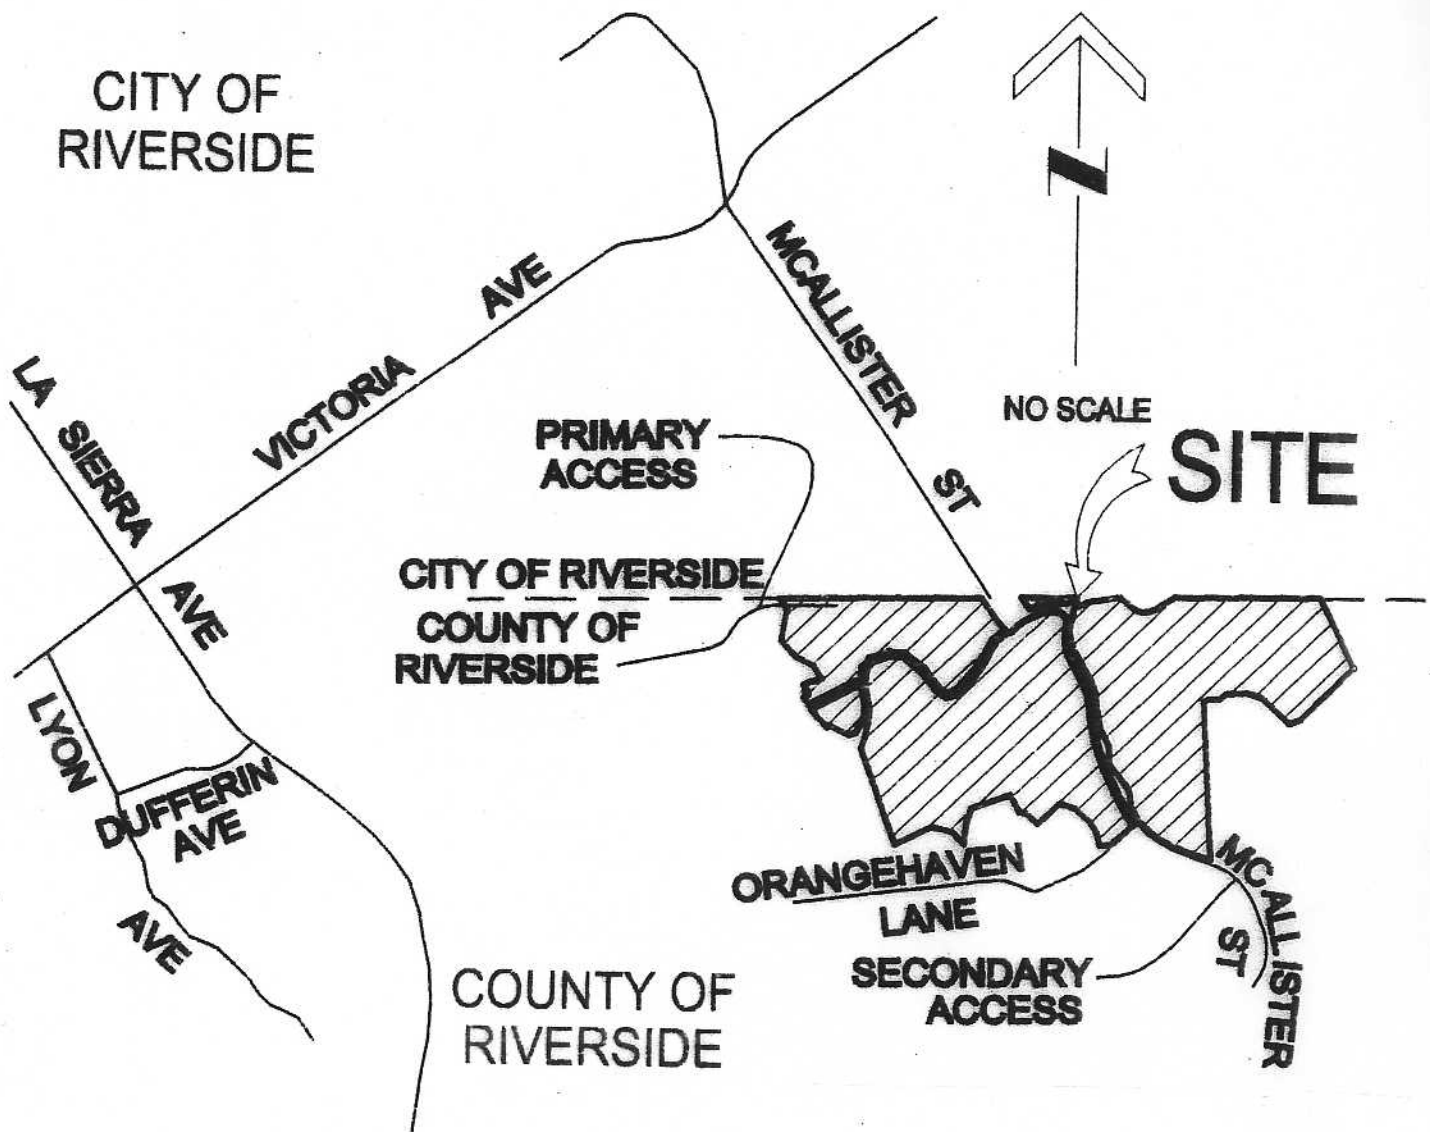 CITY OF
RIVERSIDE
N
MCALLISTER
ST
VICTORIA AVE
LA SIERRA
AVE
NO SCALE
SITE
PRIMARY
ACCESS
CITY OF RIVERSIDE
COUNTY OF
RIVERSIDE
LYON
AVE
DUFFERIN
AVE
ORANGEHAVEN
LANE
SECONDARY
ACCESS
MC ALLISTER
ST
COUNTY OF
RIVERSIDE